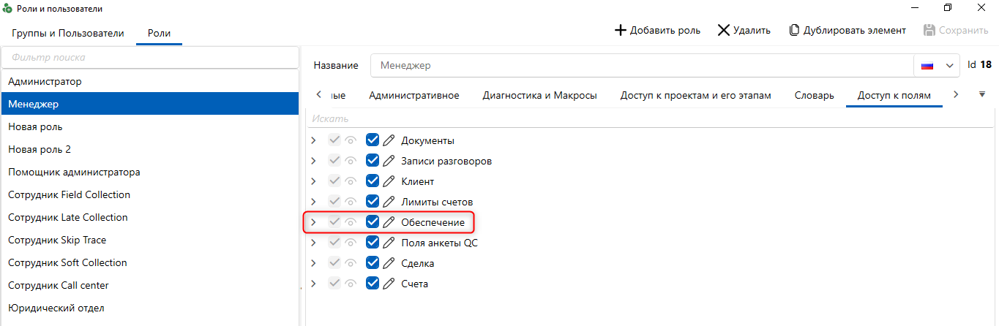 Роли и пользователи
Группы и Пользователи Роли
Добавить роль Удалить Дублировать элемент Сохранить
Фильтр поиска
Администратор
Менеджер
Новая роль
Новая роль 2
Помощник администратора
Сотрудник Field Collection
Сотрудник Late Collection
Сотрудник Skip Trace
Сотрудник Soft Collection
Сотрудник Call center
Юридический отдел
Название Менеджер Id 18
ные Административное Диагностика и Макросы Доступ к проектам и его этапам Словарь Доступ к полям
Искать
Документы
Записи разговоров
Клиент
Лимиты счетов
Обеспечение
Поля анкеты QC
Сделка
Счета